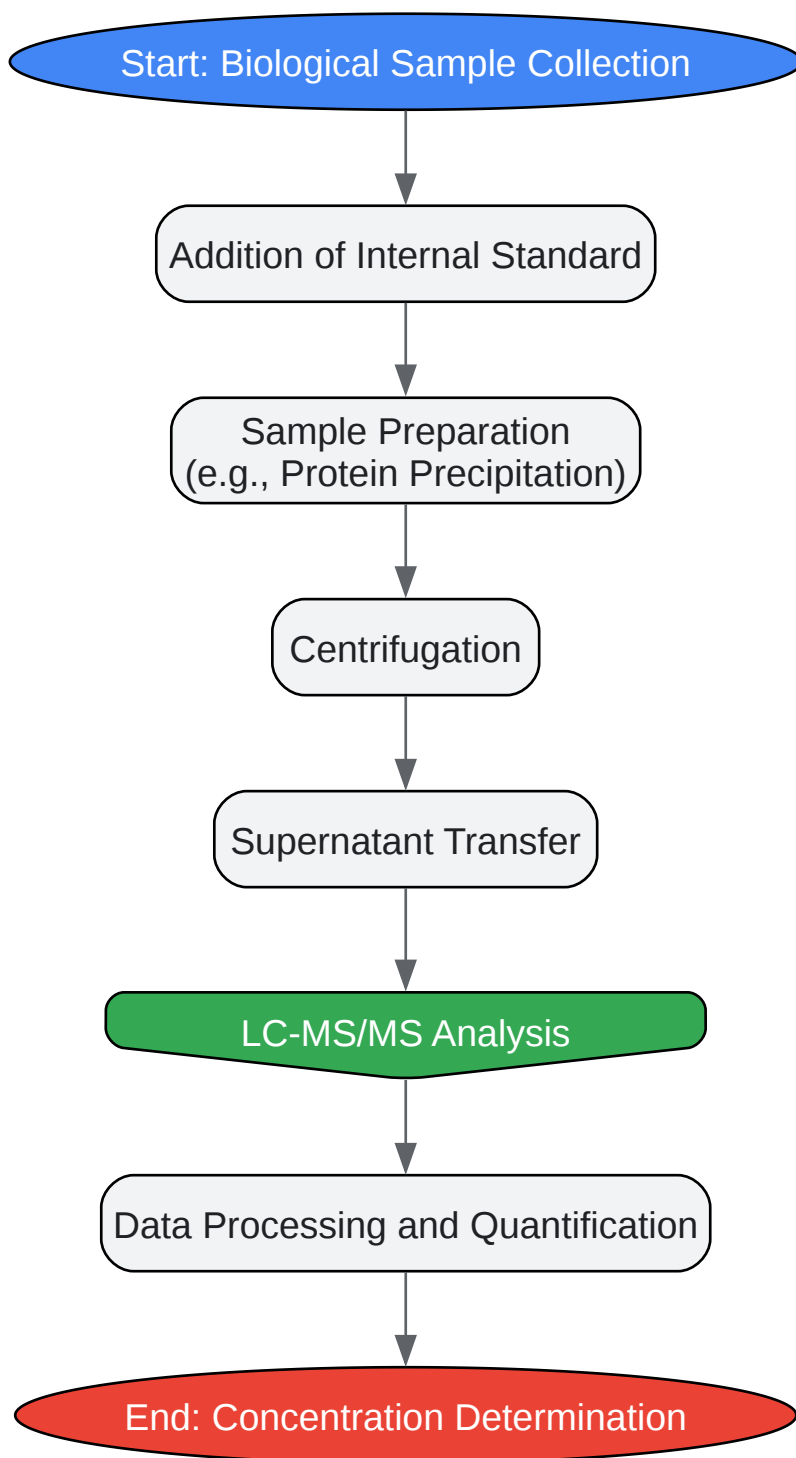 Start: Biological Sample Collection
Addition of Internal Standard
Sample Preparation
(e.g., Protein Precipitation)
Centrifugation
Supernatant Transfer
LC-MS/MS Analysis
Data Processing and Quantification
End: Concentration Determination